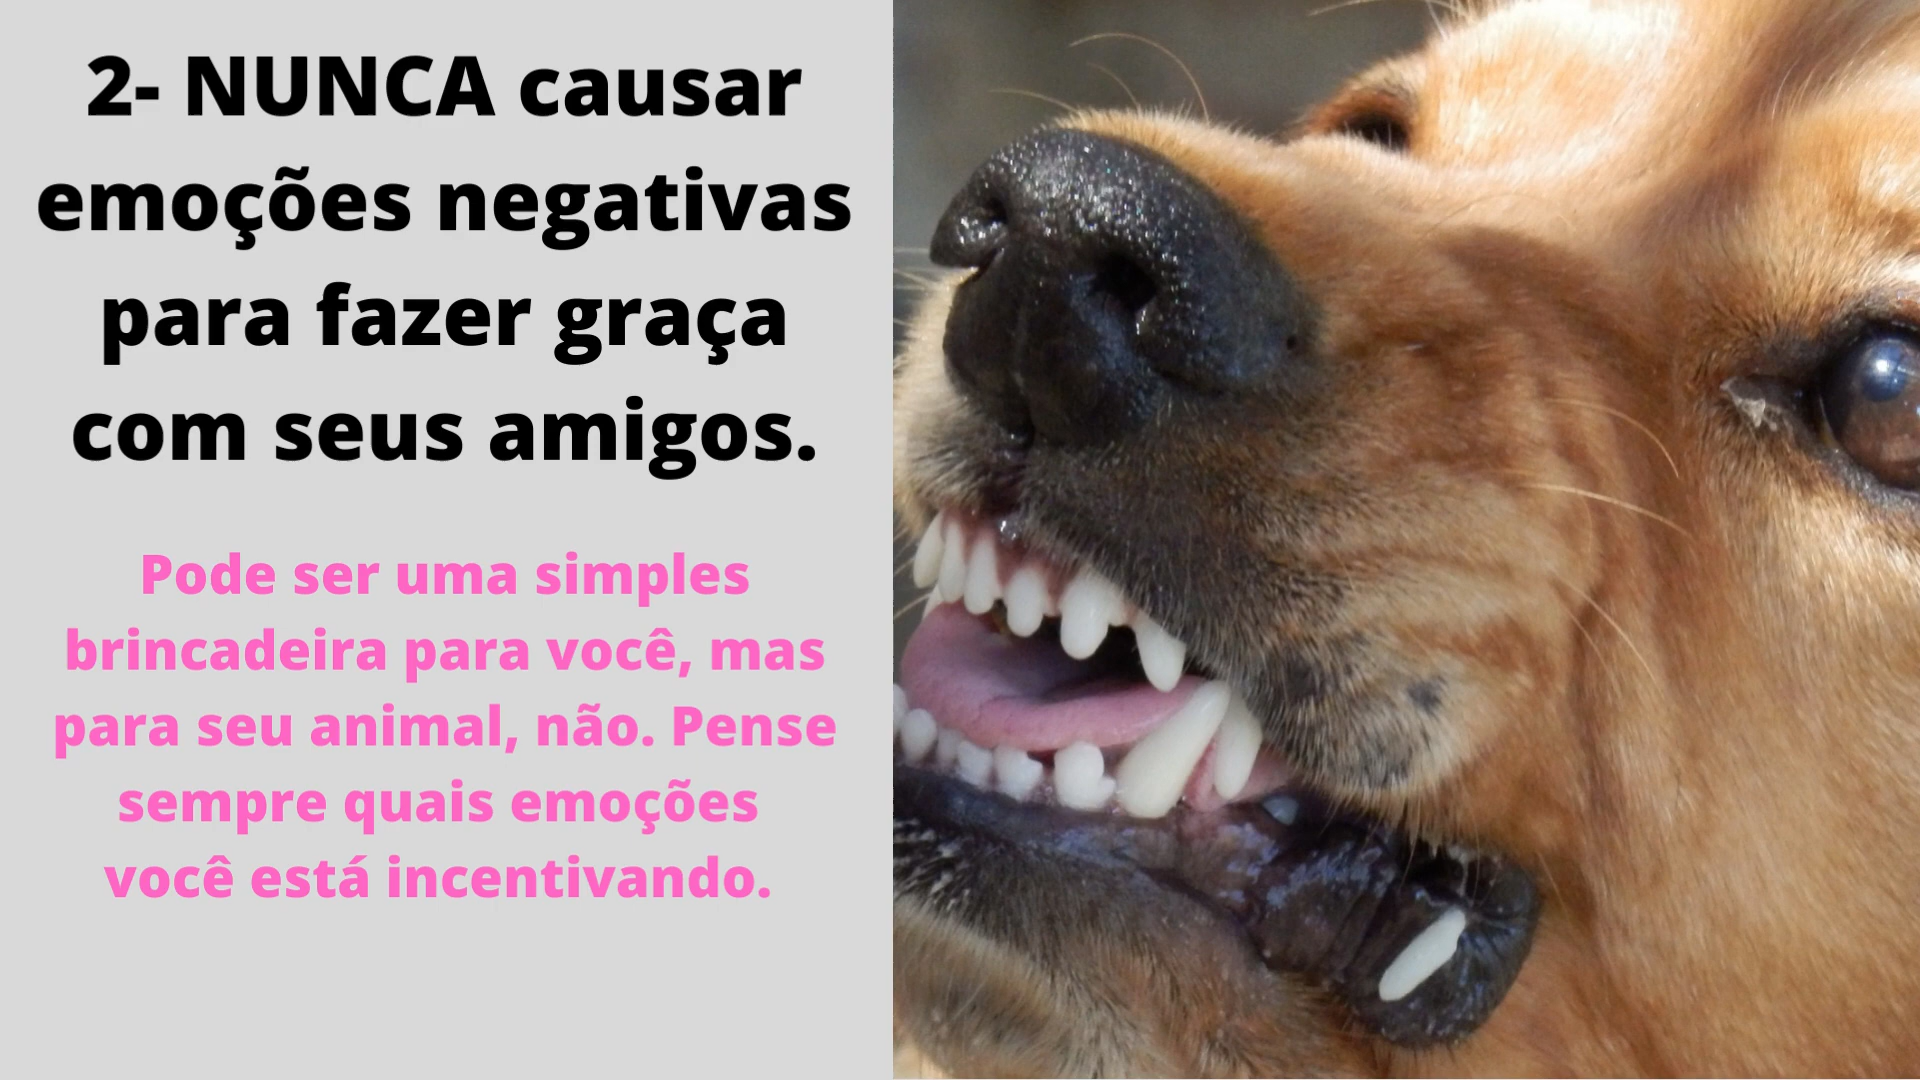 2- NUNCA causar
emoções negativas
para fazer graça
com seus amigos.
Pode ser uma simples
brincadeira para você, mas
para seu animal, não. Pense
sempre quais emoções
você está incentivando.